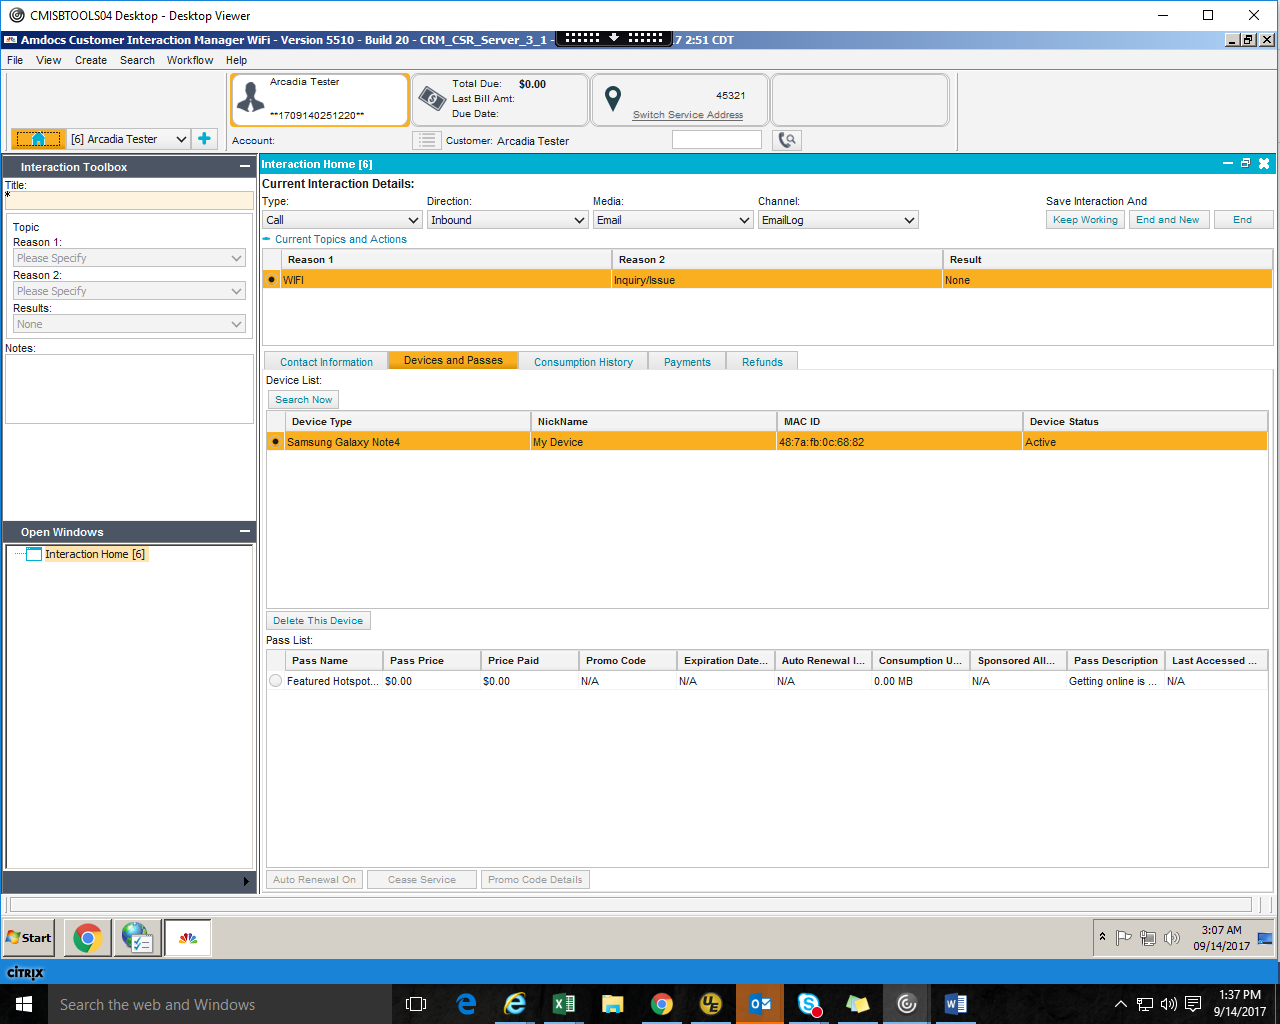 CMISBTOOLS04 Desktop - Desktop Viewer
Amdocs Customer Interaction Manager WiFi - Version 5510 - Build 20 - CRM_CSR_Server_3_1 - 7 2:51 CDT
File View Create Search Workflow Help
Arcadia Tester
**1709140251220**
Total Due: $0.00
Last Bill Amt:
Due Date:
45321
Switch Service Address
[6] Arcadia Tester
Account:
Customer: Arcadia Tester
Interaction Toolbox
Title:
*
Topic
Reason 1:
Please Specify
Reason 2:
Please Specify
Results:
None
Notes:
Open Windows
Interaction Home [6]
Interaction Home [6]
Current Interaction Details:
Type: Direction: Media: Channel: Save Interaction And
Call Inbound Email EmailLog Keep Working End and New End
Current Topics and Actions
Reason 1 Reason 2 Result
WIFI Inquiry/Issue None
Contact Information Devices and Passes Consumption History Payments Refunds
Device List:
Search Now
Device Type NickName MAC ID Device Status
Samsung Galaxy Note4 My Device 48:7a:fb:0c:68:82 Active
Delete This Device
Pass List:
Pass Name Pass Price Price Paid Promo Code Expiration Date... Auto Renewal I... Consumption U... Sponsored All... Pass Description Last Accessed ...
Featured Hotspot... $0.00 $0.00 N/A N/A N/A 0.00 MB N/A Getting online is ... N/A
Auto Renewal On Cease Service Promo Code Details
Start
3:07 AM
09/14/2017
CITRIX
Search the web and Windows
1:37 PM
9/14/2017